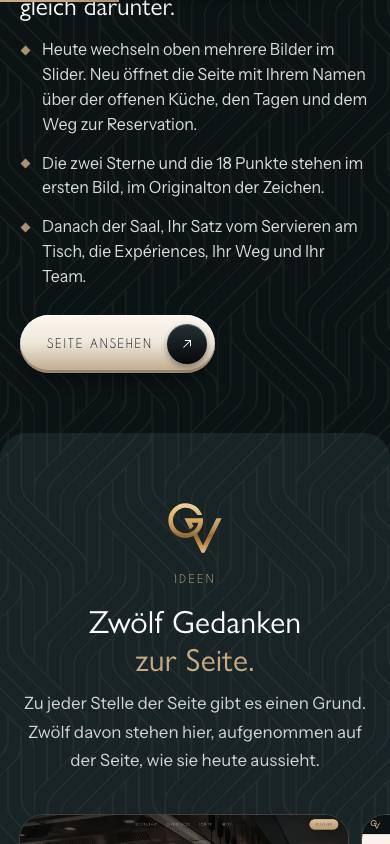 gleich darunter.
Heute wechseln oben mehrere Bilder im
Slider. Neu öffnet die Seite mit Ihrem Namen
über der offenen Küche, den Tagen und dem
Weg zur Reservation.
Die zwei Sterne und die 18 Punkte stehen im
ersten Bild, im Originalton der Zeichen.
Danach der Saal, Ihr Satz vom Servieren am
Tisch, die Expériences, Ihr Weg und Ihr
Team.
SEITE ANSEHEN
GV
IDEEN
Zwölf Gedanken
zur Seite.
Zu jeder Stelle der Seite gibt es einen Grund.
Zwölf davon stehen hier, aufgenommen auf
der Seite, wie sie heute aussieht.
GV